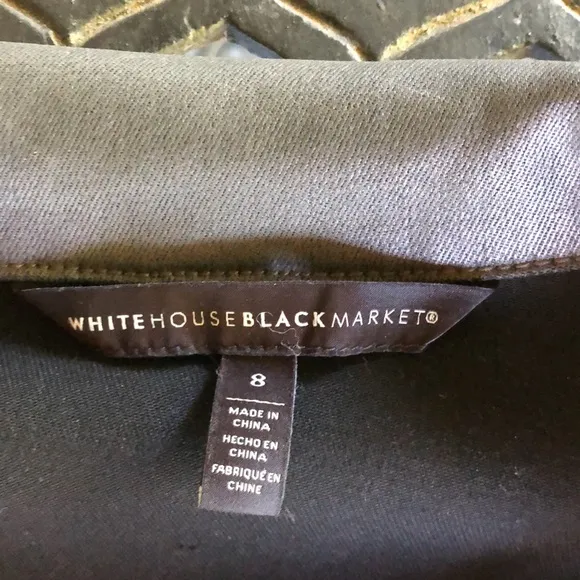 WHITEHOUSEBLACKMARKET®
8
MADE IN
CHINA
HECHO EN
CHINA
FABRIQUÉ EN
CHINE